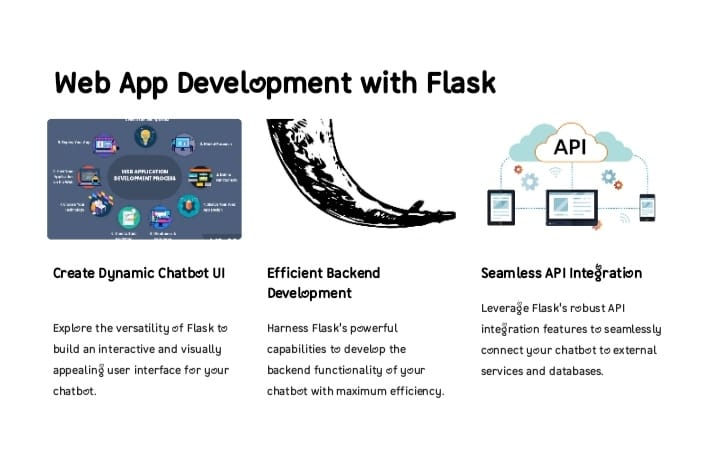 Web App Development with Flask
WEB APPLICATION
DEVELOPMENT PROCESS
API
Create Dynamic Chatbot UI
Explore the versatility of Flask to
build an interactive and visually
appealing user interface for your
chatbot.
Efficient Backend
Development
Harness Flask's powerful
capabilities to develop the
backend functionality of your
chatbot with maximum efficiency.
Seamless API Integration
Leverage Flask's robust API
integration features to seamlessly
connect your chatbot to external
services and databases.